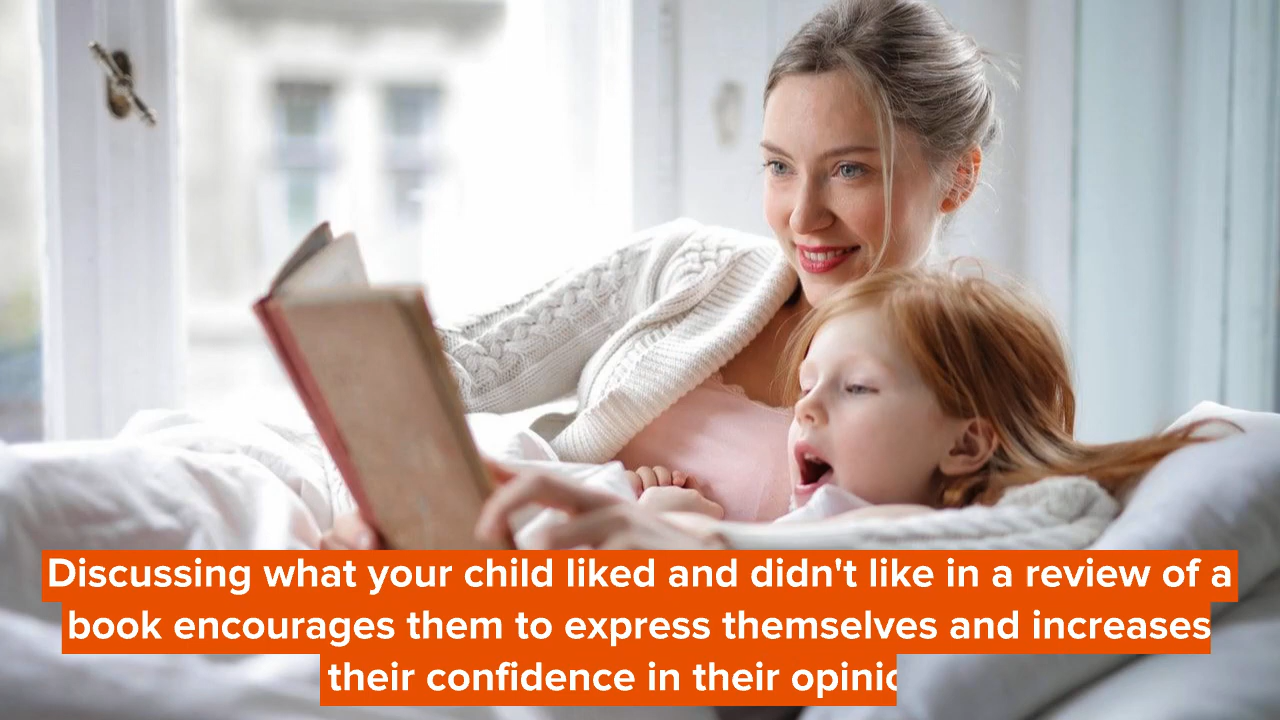 Discussing what your child liked and didn't like in a review of a
book encourages them to express themselves and increases
their confidence in their